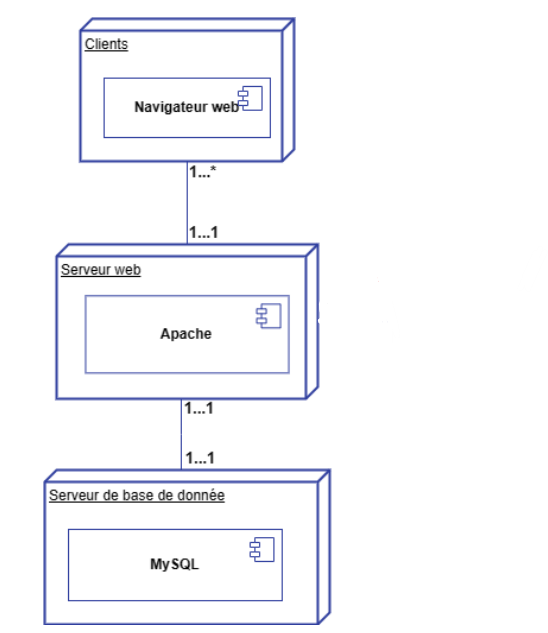 Clients
Navigateur web
1...*
1...1
Serveur web
Apache
1...1
1...1
Serveur de base de donnée
MySQL